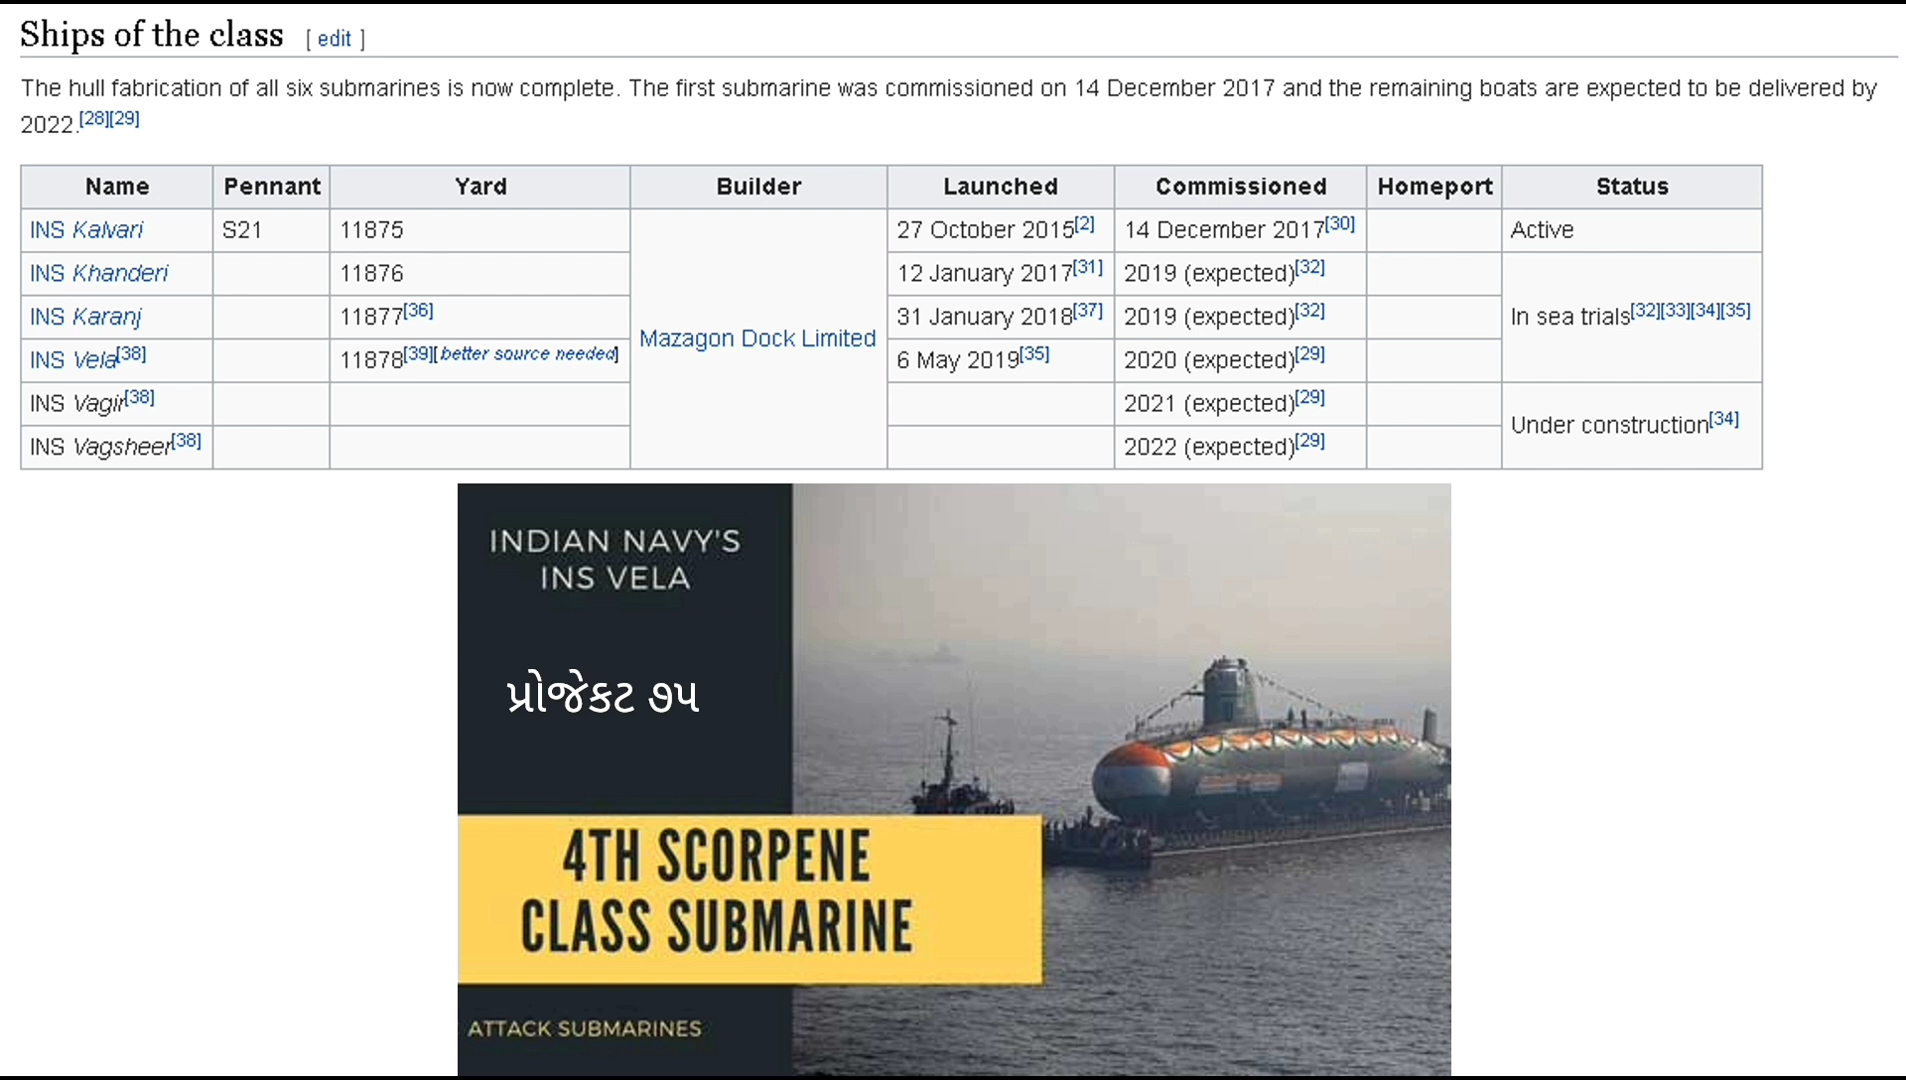 Ships of the class [ edit ]
The hull fabrication of all six submarines is now complete. The first submarine was commissioned on 14 December 2017 and the remaining boats are expected to be delivered by
2022.[28][29]
Name Pennant Yard Builder Launched Commissioned Homeport Status
INS Kalvari S21 11875 27 October 2015[2] 14 December 2017[30] Active
INS Khanderi 11876 12 January 2017[31] 2019 (expected)[32]
INS Karanj 11877[36] 31 January 2018[37] 2019 (expected)[32] In sea trials[32][33][34][35]
Mazagon Dock Limited
INS Vela[38] 11878[39][better source needed] 6 May 2019[35] 2020 (expected)[29]
INS Vagir[38] 2021 (expected)[29]
Under construction[34]
INS Vagsheer[38] 2022 (expected)[29]
INDIAN NAVY'S
INS VELA
પ્રોજેકટ ૭૫
4TH SCORPENE
CLASS SUBMARINE
ATTACK SUBMARINES